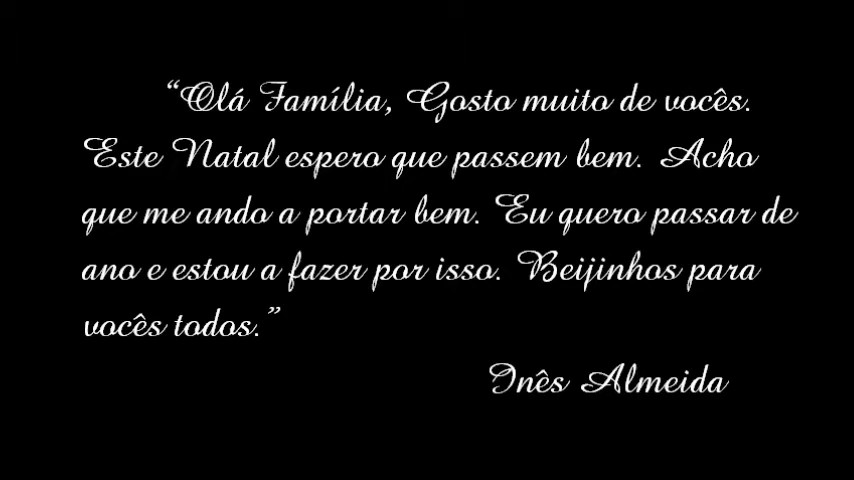 “Olá Família, Gosto muito de vocês.
Este Natal espero que passem bem. Acho
que me ando a portar bem. Eu quero passar de
ano e estou a fazer por isso. Beijinhos para
vocês todos.”
Inês Almeida